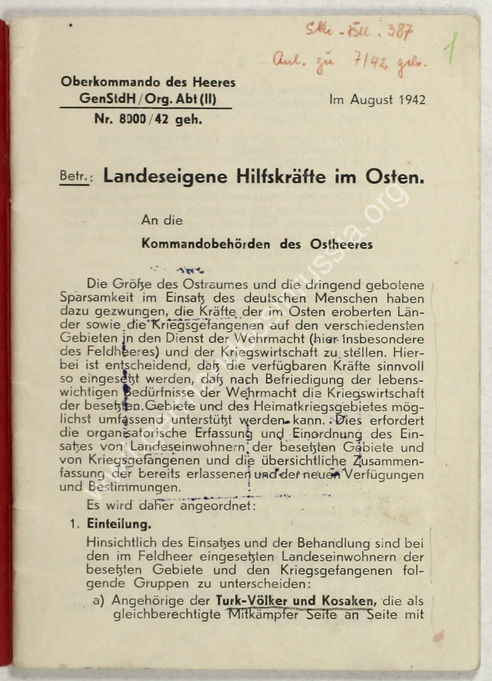 Anl. zu 7/42 geh.
1
Oberkommando des Heeres
GenStdH/Org. Abt (II)
Nr. 8000/42 geh.
Im August 1942
Betr.: Landeseigene Hilfskräfte im Osten.
An die
Kommandobehörden des Ostheeres
Die Größe des Ostraumes und die dringend gebotene
Sparsamkeit im Einsatz des deutschen Menschen haben
dazu gezwungen, die Kräfte der im Osten eroberten Län-
der sowie die Kriegsgefangenen auf den verschiedensten
Gebieten in den Dienst der Wehrmacht (hier insbesondere
des Feldheeres) und der Kriegswirtschaft zu stellen. Hier-
bei ist entscheidend, daß die verfügbaren Kräfte sinnvoll
so eingesetzt werden, daß nach Befriedigung der lebens-
wichtigen Bedürfnisse der Wehrmacht die Kriegswirtschaft
der besetzten Gebiete und des Heimatkriegsgebietes mög-
lichst umfassend unterstützt werden kann. Dies erfordert
die organisatorische Erfassung und Einordnung des Ein-
satzes von Landeseinwohnern der besetzten Gebiete und
von Kriegsgefangenen und die übersichtliche Zusammen-
fassung der bereits erlassenen und der neuen Verfügungen
und Bestimmungen.
Es wird daher angeordnet:
1. Einteilung.
Hinsichtlich des Einsatzes und der Behandlung sind bei
den im Feldheer eingesetzten Landeseinwohnern der
besetzten Gebiete und den Kriegsgefangenen fol-
gende Gruppen zu unterscheiden:
a) Angehörige der Turk-Völker und Kosaken, die als
gleichberechtigte Mitkämpfer Seite an Seite mit